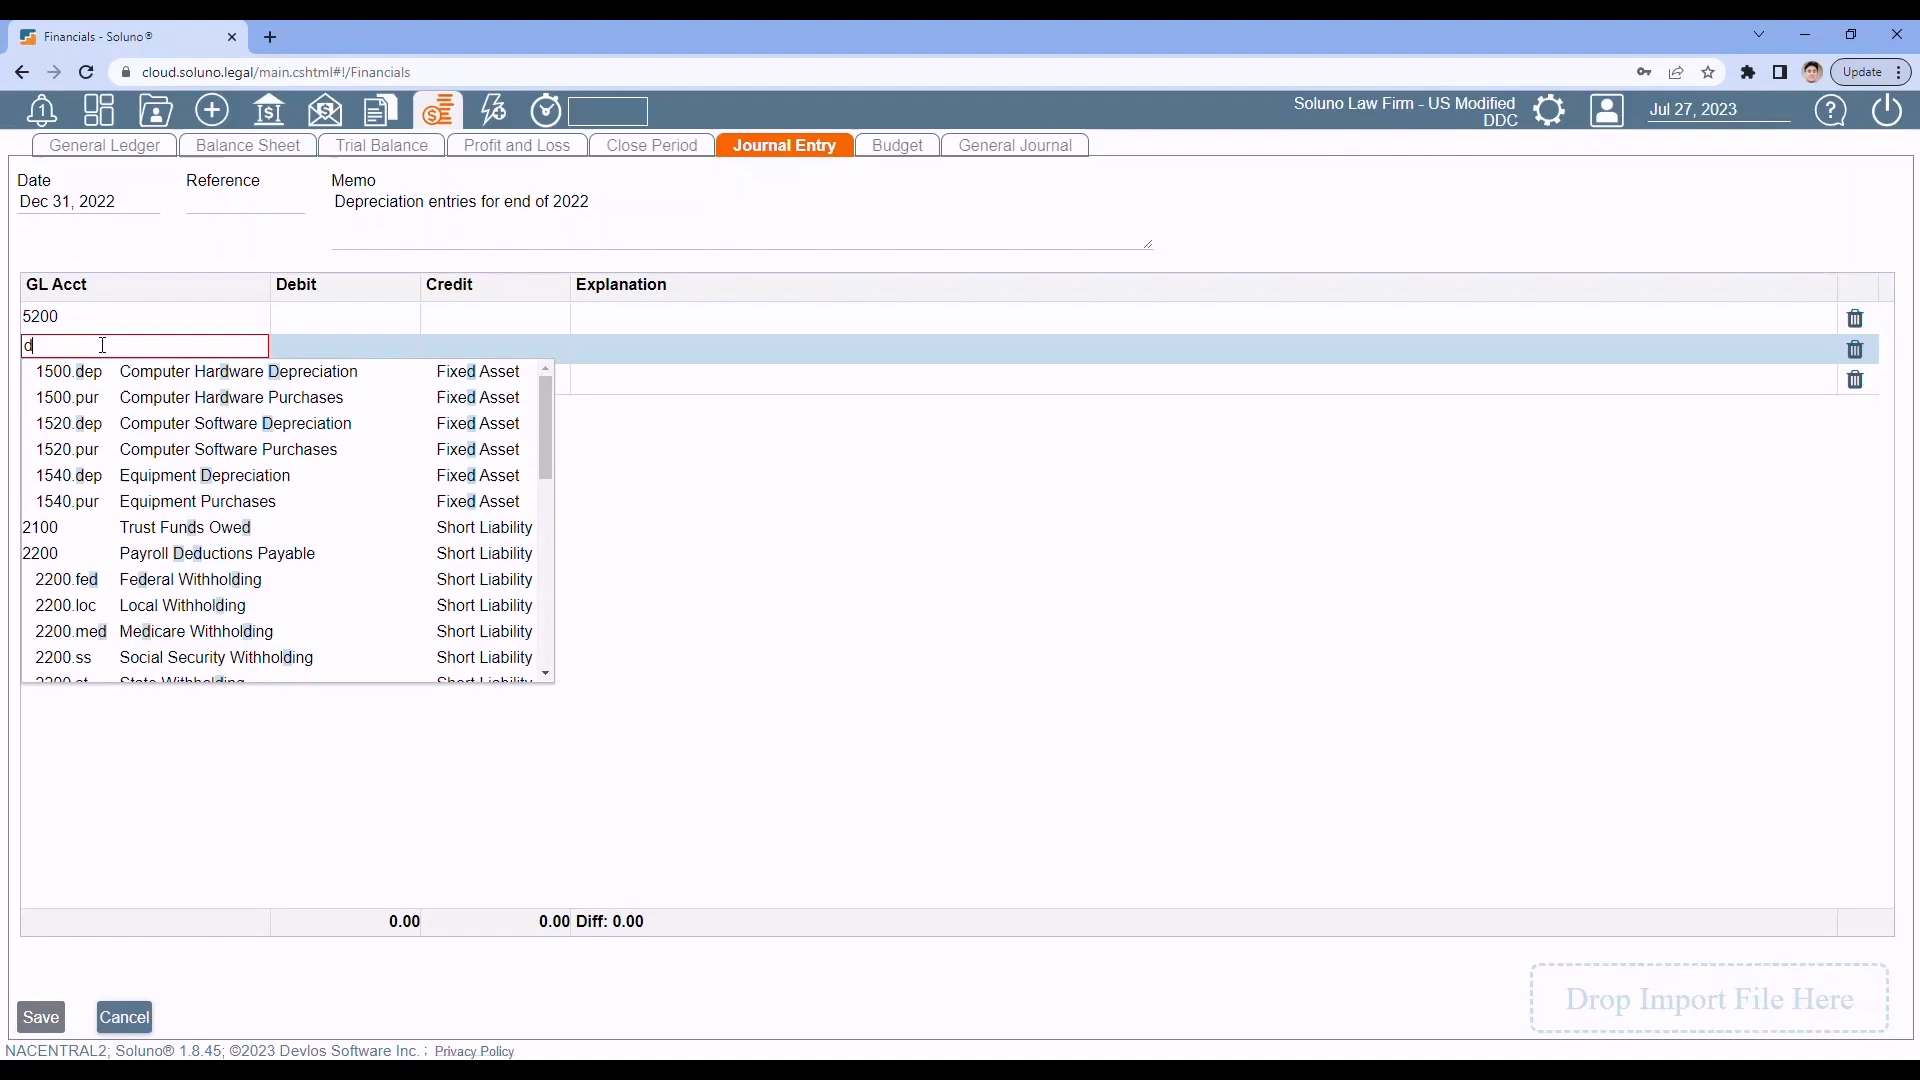 Financials - Soluno®
cloud.soluno.legal/main.cshtml#!/Financials
Update
1
Soluno Law Firm - US Modified
DDC
Jul 27, 2023
General Ledger
Balance Sheet
Trial Balance
Profit and Loss
Close Period
Journal Entry
Budget
General Journal
Date
Reference
Memo
Dec 31, 2022
Depreciation entries for end of 2022
GL Acct Debit Credit Explanation
5200
d
1500.dep Computer Hardware Depreciation Fixed Asset
1500.pur Computer Hardware Purchases Fixed Asset
1520.dep Computer Software Depreciation Fixed Asset
1520.pur Computer Software Purchases Fixed Asset
1540.dep Equipment Depreciation Fixed Asset
1540.pur Equipment Purchases Fixed Asset
2100 Trust Funds Owed Short Liability
2200 Payroll Deductions Payable Short Liability
2200.fed Federal Withholding Short Liability
2200.loc Local Withholding Short Liability
2200.med Medicare Withholding Short Liability
2200.ss Social Security Withholding Short Liability
2200.st State Withholding Short Liability
0.00 0.00 Diff: 0.00
Drop Import File Here
Save
Cancel
NACENTRAL2; Soluno® 1.8.45; ©2023 Devlos Software Inc. ; Privacy Policy